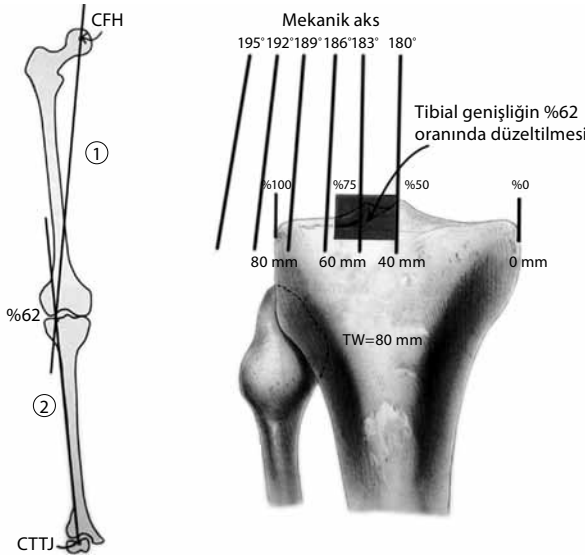 CFH
①
%62
②
CTTJ
Mekanik aks
195° 192° 189° 186° 183° 180°
Tibial genişliğin %62
oranında düzeltilmesi
%100 %75 %50 %0
80 mm 60 mm 40 mm 0 mm
TW=80 mm